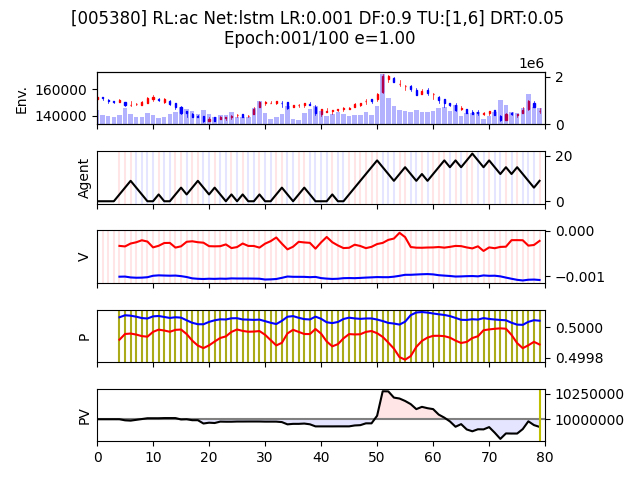 [005380] RL:ac Net:lstm LR:0.001 DF:0.9 TU:[1,6] DRT:0.05
Epoch:001/100 e=1.00
1e6
Env.
160000
140000
2
0
Agent
20
0
V
0.000
−0.001
P
0.5000
0.4998
PV
10250000
10000000
0 10 20 30 40 50 60 70 80